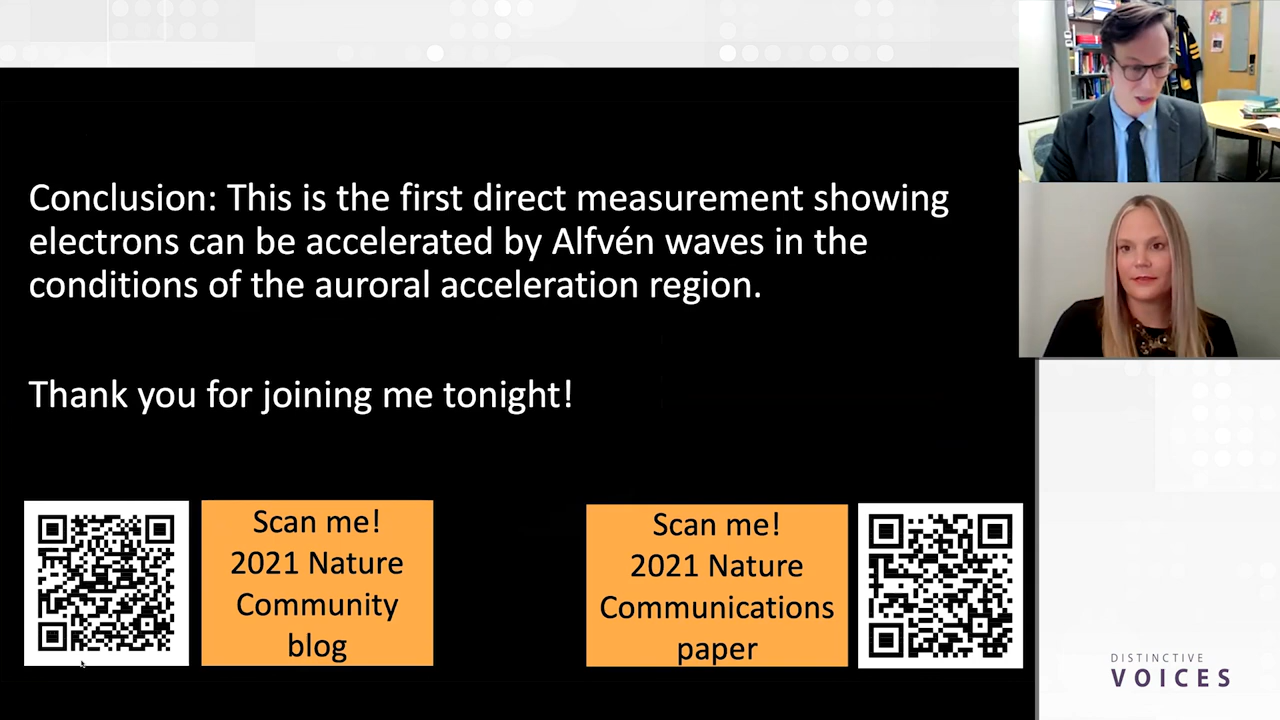 Conclusion: This is the first direct measurement showing
electrons can be accelerated by Alfvén waves in the
conditions of the auroral acceleration region.
Thank you for joining me tonight!
Scan me!
2021 Nature
Community
blog
Scan me!
2021 Nature
Communications
paper
DISTINCTIVE
VOICES